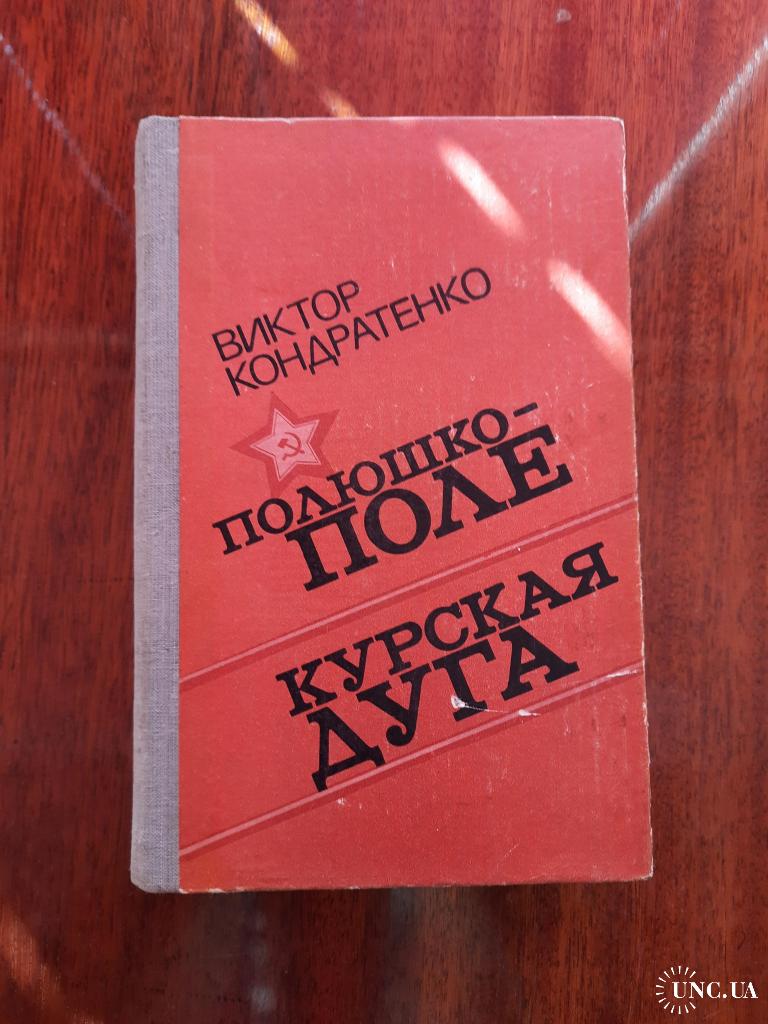 ВИКТОР
КОНДРАТЕНКО
ПОЛЮШКО-
ПОЛЕ
КУРСКАЯ
ДУГА
UNC.UA